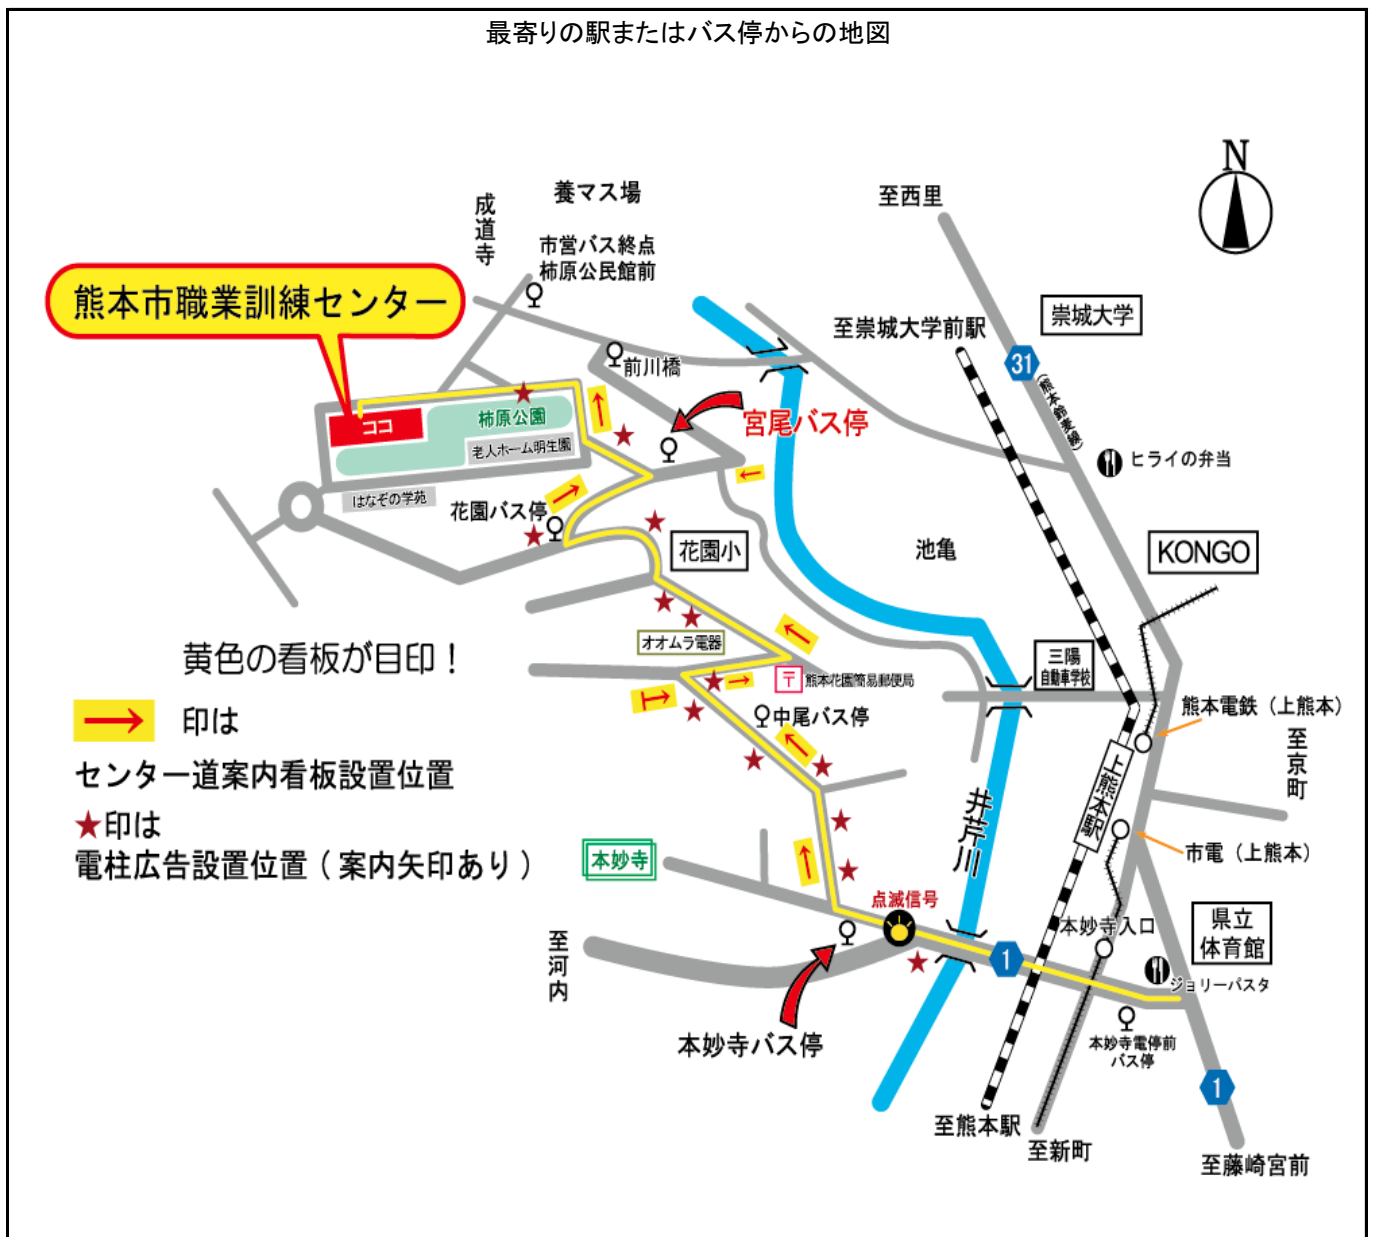 最寄りの駅またはバス停からの地図
N
養マス場
成道寺
至西里
市営バス終点
柿原公民館前
熊本市職業訓練センター
崇城大学
至崇城大学前駅
31
(熊本鈴麦線)
前川橋
柿原公園
ココ
宮尾バス停
老人ホーム明生園
ヒライの弁当
はなぞの学苑
花園バス停
花園小
池亀
KONGO
黄色の看板が目印！
オオムラ電器
三陽
自動車学校
〒
熊本花園簡易郵便局
印は
中尾バス停
熊本電鉄（上熊本）
至京町
センター道案内看板設置位置
上熊本駅
井芹川
★印は
電柱広告設置位置（案内矢印あり）
市電（上熊本）
本妙寺
点滅信号
本妙寺入口
県立
体育館
至河内
1
ジョリーパスタ
本妙寺バス停
本妙寺電停前
バス停
1
至熊本駅
至新町
至藤崎宮前